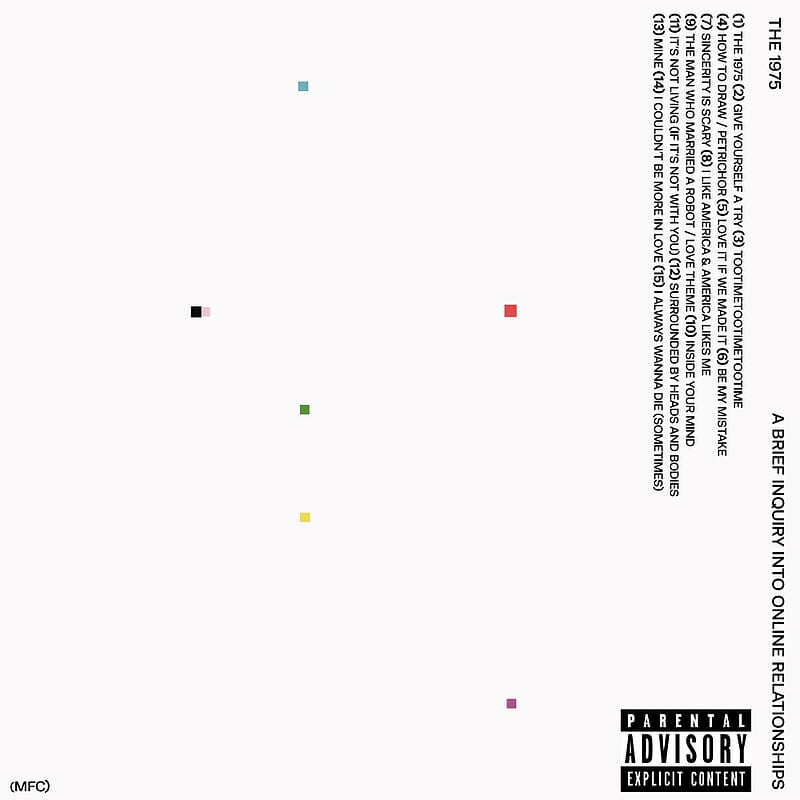 THE 1975
A BRIEF INQUIRY INTO ONLINE RELATIONSHIPS
(1) THE 1975 (2) GIVE YOURSELF A TRY (3) TOOTIMETOOTIMETOOTIME
(4) HOW TO DRAW / PETRICHOR (5) LOVE IT IF WE MADE IT (6) BE MY MISTAKE
(7) SINCERITY IS SCARY (8) I LIKE AMERICA & AMERICA LIKES ME
(9) THE MAN WHO MARRIED A ROBOT / LOVE THEME (10) INSIDE YOUR MIND
(11) IT'S NOT LIVING (IF IT'S NOT WITH YOU) (12) SURROUNDED BY HEADS AND BODIES
(13) MINE (14) I COULDN'T BE MORE IN LOVE (15) I ALWAYS WANNA DIE (SOMETIMES)
PARENTAL
ADVISORY
EXPLICIT CONTENT
(MFC)